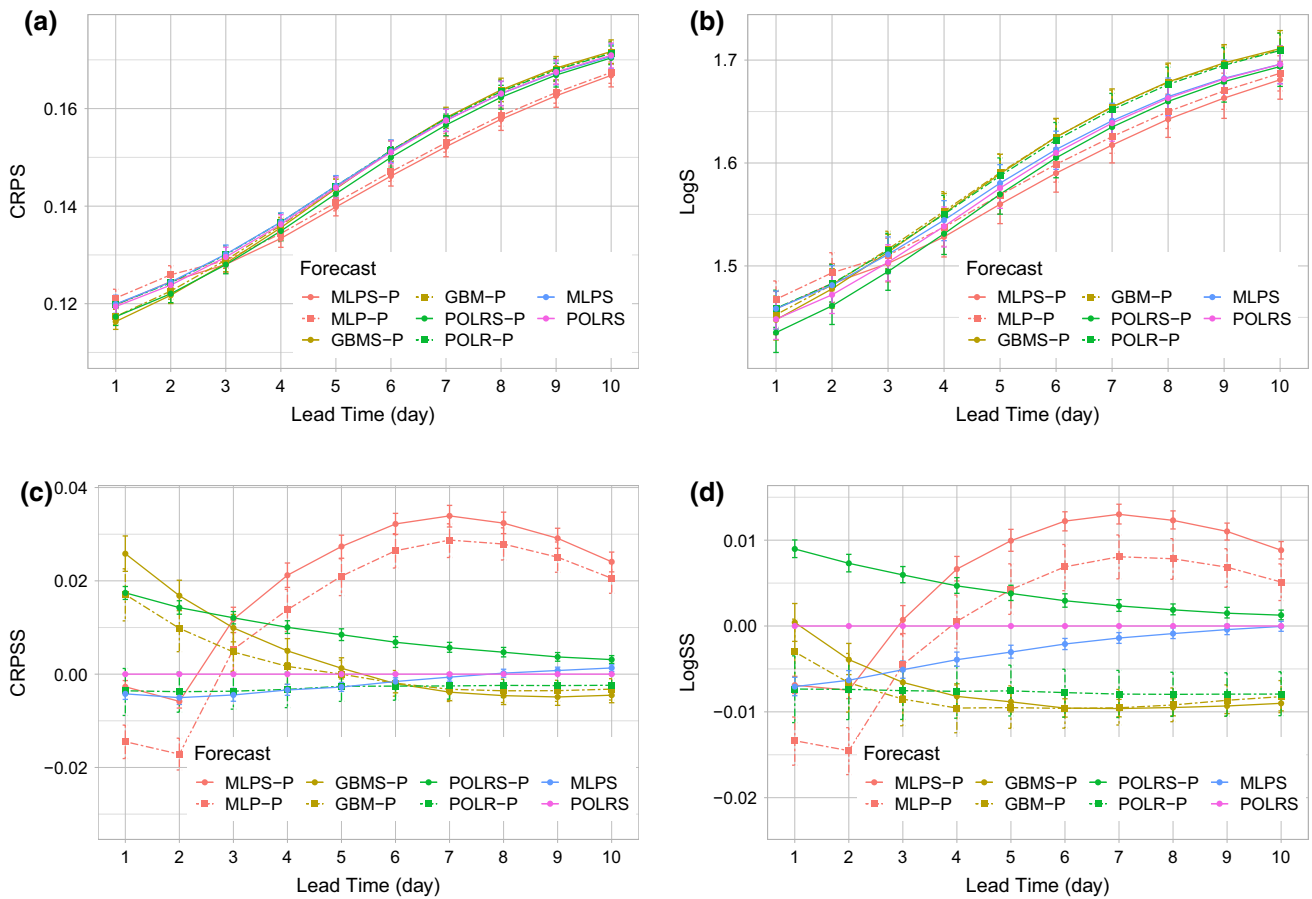 (a)
CRPS
0.16
0.14
0.12
Forecast
MLPS−P GBM−P MLPS
MLP−P POLRS−P POLRS
GBMS−P POLR−P
1 2 3 4 5 6 7 8 9 10
Lead Time (day)
(b)
LogS
1.7
1.6
1.5
Forecast
MLPS−P GBM−P MLPS
MLP−P POLRS−P POLRS
GBMS−P POLR−P
1 2 3 4 5 6 7 8 9 10
Lead Time (day)
(c)
CRPSS
0.04
0.02
0.00
−0.02
Forecast
MLPS−P GBMS−P POLRS−P MLPS
MLP−P GBM−P POLR−P POLRS
1 2 3 4 5 6 7 8 9 10
Lead Time (day)
(d)
LogSS
0.01
0.00
−0.01
−0.02
Forecast
MLPS−P GBMS−P POLRS−P MLPS
MLP−P GBM−P POLR−P POLRS
1 2 3 4 5 6 7 8 9 10
Lead Time (day)